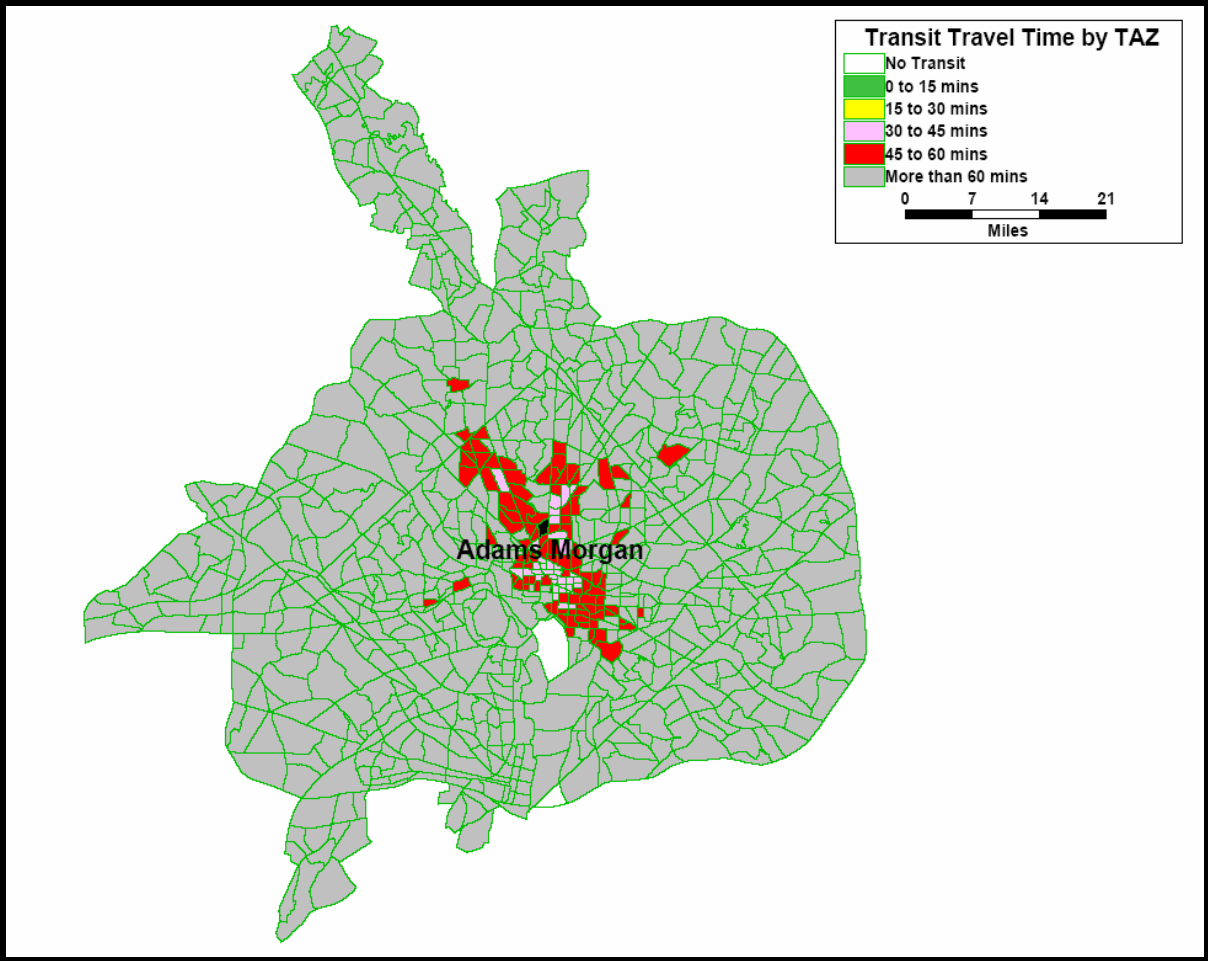 Transit Travel Time by TAZ
No Transit
0 to 15 mins
15 to 30 mins
30 to 45 mins
45 to 60 mins
More than 60 mins
0 7 14 21
Miles
Adams Morgan